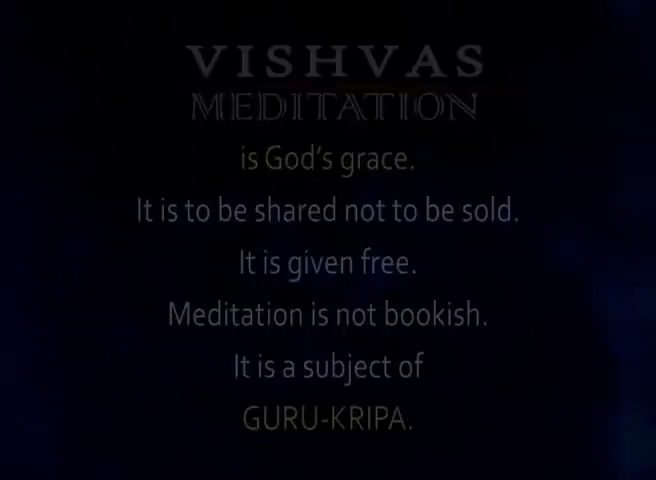 VISHVAS
MEDITATION
is God's grace.
It is to be shared not to be sold.
It is given free.
Meditation is not bookish.
It is a subject of
GURU-KRIPA.